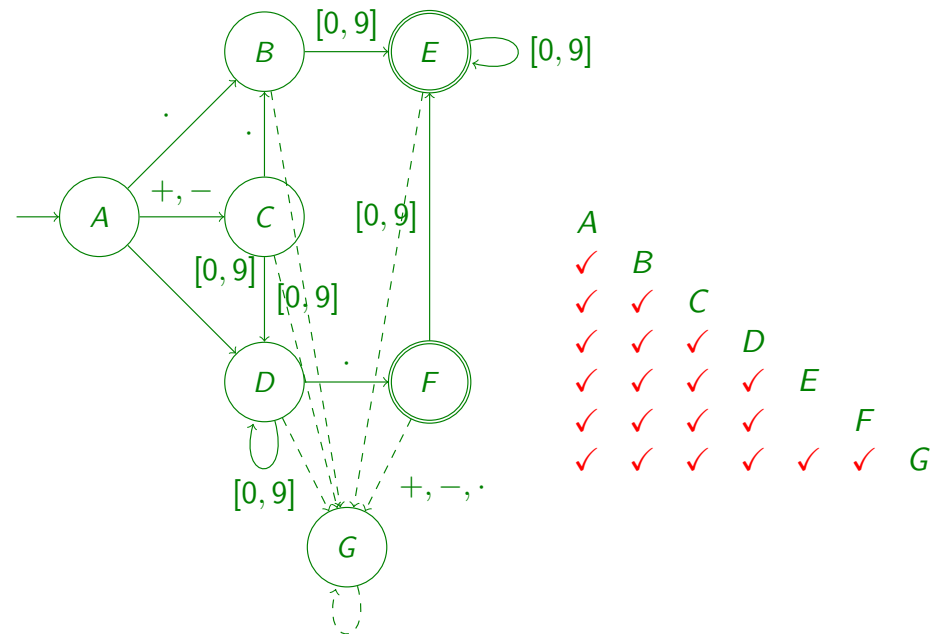 [0, 9]
B
E
[0, 9]
·
·
+, −
A
C
[0, 9]
[0, 9]
[0, 9]
D
·
F
[0, 9]
+, −, ·
G
A
✓ B
✓ ✓ C
✓ ✓ ✓ D
✓ ✓ ✓ ✓ E
✓ ✓ ✓ ✓ F
✓ ✓ ✓ ✓ ✓ ✓ G